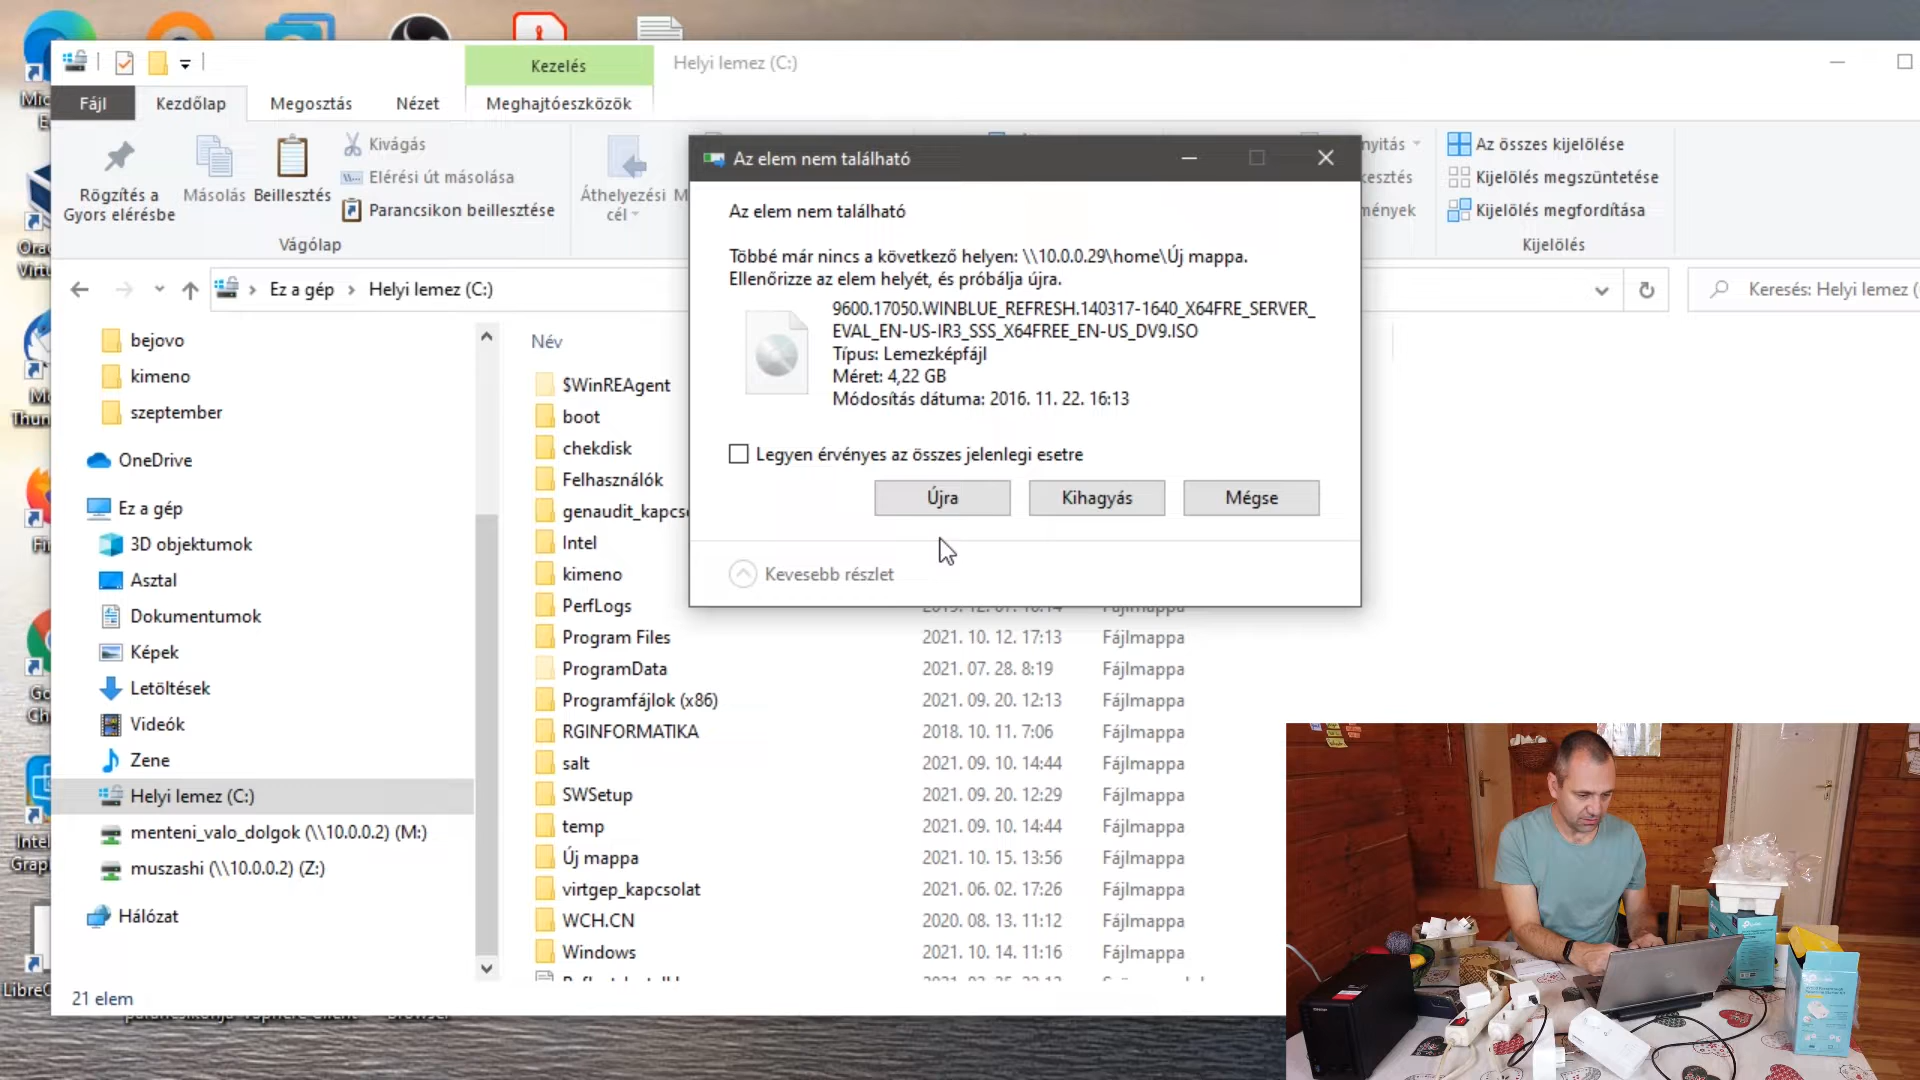 Kezelés
Helyi lemez (C:)
Fájl
Kezdőlap
Megosztás
Nézet
Meghajtóeszközök
Rögzítés a
Gyors elérésbe
Másolás
Beillesztés
Kivágás
Elérési út másolása
Parancsikon beillesztése
Vágólap
Áthelyezési
cél
Az összes kijelölése
Kijelölés megszüntetése
Kijelölés megfordítása
Kijelölés
Ez a gép
Helyi lemez (C:)
Keresés: Helyi lemez (
bejovo
kimeno
szeptember
OneDrive
Ez a gép
3D objektumok
Asztal
Dokumentumok
Képek
Letöltések
Videók
Zene
Helyi lemez (C:)
menteni_valo_dolgok (\\10.0.0.2) (M:)
muszashi (\\10.0.0.2) (Z:)
Hálózat
21 elem
Név
$WinREAgent
boot
chekdisk
Felhasználók
genaudit_kapcso
Intel
kimeno
PerfLogs
Program Files 2021. 10. 12. 17:13 Fájlmappa
ProgramData 2021. 07. 28. 8:19 Fájlmappa
Programfájlok (x86) 2021. 09. 20. 12:13 Fájlmappa
RGINFORMATIKA 2018. 10. 11. 7:06 Fájlmappa
salt 2021. 09. 10. 14:44 Fájlmappa
SWSetup 2021. 09. 20. 12:29 Fájlmappa
temp 2021. 09. 10. 14:44 Fájlmappa
Új mappa 2021. 10. 15. 13:56 Fájlmappa
virtgep_kapcsolat 2021. 06. 02. 17:26 Fájlmappa
WCH.CN 2020. 08. 13. 11:12 Fájlmappa
Windows 2021. 10. 14. 11:16 Fájlmappa
Az elem nem található
Az elem nem található
Többé már nincs a következő helyen: \\10.0.0.29\home\Új mappa.
Ellenőrizze az elem helyét, és próbálja újra.
9600.17050.WINBLUE_REFRESH.140317-1640_X64FRE_SERVER_
EVAL_EN-US-IR3_SSS_X64FREE_EN-US_DV9.ISO
Típus: Lemezképfájl
Méret: 4,22 GB
Módosítás dátuma: 2016. 11. 22. 16:13
Legyen érvényes az összes jelenlegi esetre
Újra
Kihagyás
Mégse
Kevesebb részlet